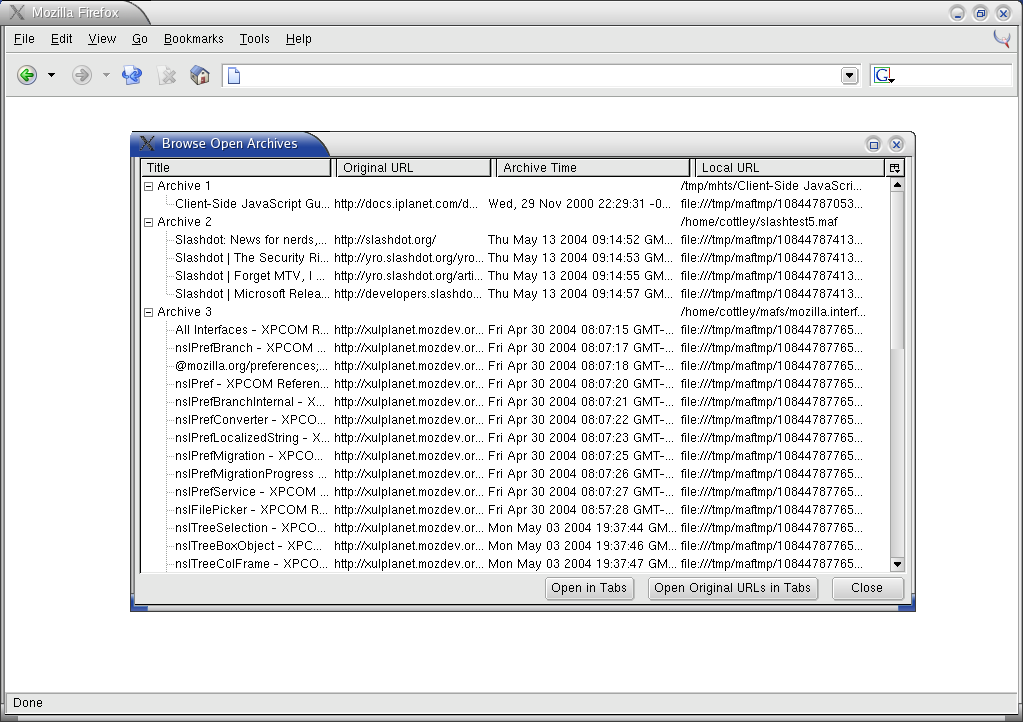 Mozilla Firefox
File Edit View Go Bookmarks Tools Help
G
Browse Open Archives
Title Original URL Archive Time Local URL
Archive 1 /tmp/mhts/Client-Side JavaScri...
Client-Side JavaScript Gu... http://docs.iplanet.com/d... Wed, 29 Nov 2000 22:29:31 -0... file:///tmp/maftmp/10844787053...
Archive 2 /home/cottley/slashtest5.maf
Slashdot: News for nerds,... http://slashdot.org/ Thu May 13 2004 09:14:52 GM... file:///tmp/maftmp/10844787413...
Slashdot | The Security Ri... http://yro.slashdot.org/yro... Thu May 13 2004 09:14:53 GM... file:///tmp/maftmp/10844787413...
Slashdot | Forget MTV, I ... http://yro.slashdot.org/arti... Thu May 13 2004 09:14:55 GM... file:///tmp/maftmp/10844787413...
Slashdot | Microsoft Relea... http://developers.slashdo... Thu May 13 2004 09:14:57 GM... file:///tmp/maftmp/10844787413...
Archive 3 /home/cottley/mafs/mozilla.interf...
All Interfaces - XPCOM R... http://xulplanet.mozdev.or... Fri Apr 30 2004 08:07:15 GMT-... file:///tmp/maftmp/10844787765...
nsIPrefBranch - XPCOM ... http://xulplanet.mozdev.or... Fri Apr 30 2004 08:07:17 GMT-... file:///tmp/maftmp/10844787765...
@mozilla.org/preferences;... http://xulplanet.mozdev.or... Fri Apr 30 2004 08:07:18 GMT-... file:///tmp/maftmp/10844787765...
nsIPref - XPCOM Referen... http://xulplanet.mozdev.or... Fri Apr 30 2004 08:07:20 GMT-... file:///tmp/maftmp/10844787765...
nsIPrefBranchInternal - X... http://xulplanet.mozdev.or... Fri Apr 30 2004 08:07:21 GMT-... file:///tmp/maftmp/10844787765...
nsIPrefConverter - XPCO... http://xulplanet.mozdev.or... Fri Apr 30 2004 08:07:22 GMT-... file:///tmp/maftmp/10844787765...
nsIPrefLocalizedString - X... http://xulplanet.mozdev.or... Fri Apr 30 2004 08:07:23 GMT-... file:///tmp/maftmp/10844787765...
nsIPrefMigration - XPCO... http://xulplanet.mozdev.or... Fri Apr 30 2004 08:07:25 GMT-... file:///tmp/maftmp/10844787765...
nsIPrefMigrationProgress ... http://xulplanet.mozdev.or... Fri Apr 30 2004 08:07:26 GMT-... file:///tmp/maftmp/10844787765...
nsIPrefService - XPCOM ... http://xulplanet.mozdev.or... Fri Apr 30 2004 08:07:27 GMT-... file:///tmp/maftmp/10844787765...
nsIFilePicker - XPCOM R... http://xulplanet.mozdev.or... Fri Apr 30 2004 08:57:28 GMT-... file:///tmp/maftmp/10844787765...
nsITreeSelection - XPCO... http://xulplanet.mozdev.or... Mon May 03 2004 19:37:44 GM... file:///tmp/maftmp/10844787765...
nsITreeBoxObject - XPC... http://xulplanet.mozdev.or... Mon May 03 2004 19:37:46 GM... file:///tmp/maftmp/10844787765...
nsITreeColFrame - XPCO... http://xulplanet.mozdev.or... Mon May 03 2004 19:37:47 GM... file:///tmp/maftmp/10844787765...
Open in Tabs Open Original URLs in Tabs Close
Done